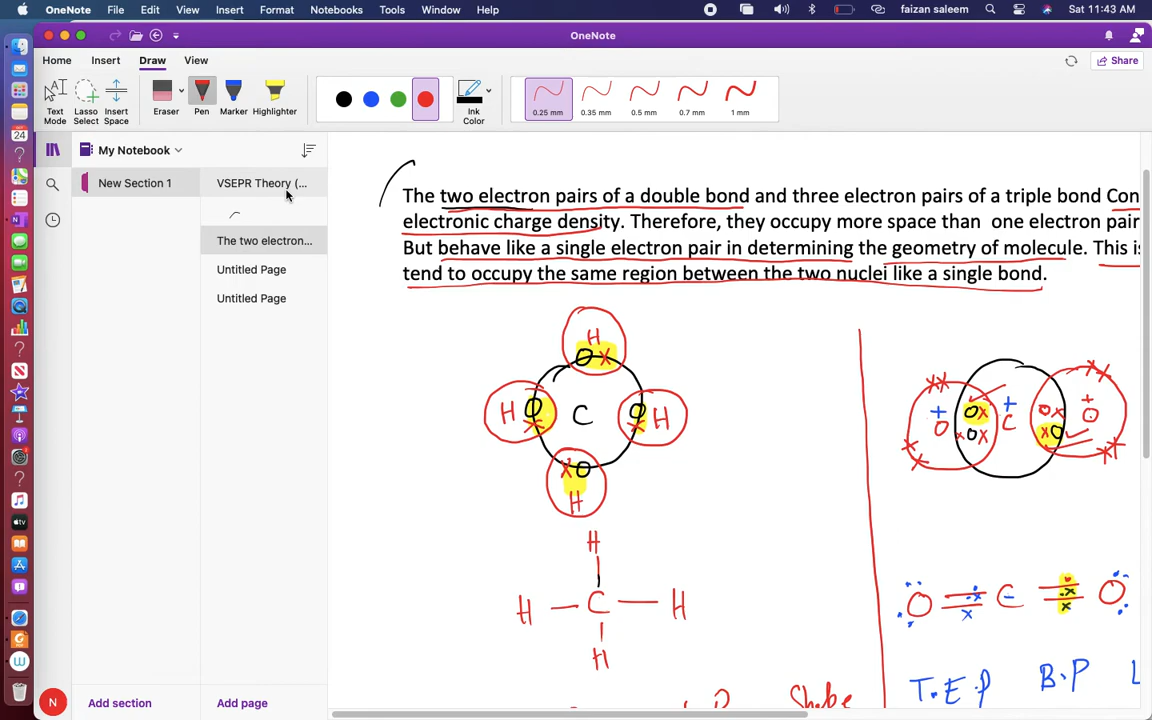 OneNote File Edit View Insert Format Notebooks Tools Window Help faizan saleem Sat 11:43 AM
OneNote
Home Insert Draw View Share
Text Mode Lasso Select Insert Space Eraser Pen Marker Highlighter Ink Color 0.25 mm 0.35 mm 0.5 mm 0.7 mm 1 mm
24
My Notebook
New Section 1
VSEPR Theory (...
The two electron...
Untitled Page
Untitled Page
The two electron pairs of a double bond and three electron pairs of a triple bond Con
electronic charge density. Therefore, they occupy more space than one electron pair
But behave like a single electron pair in determining the geometry of molecule. This is
tend to occupy the same region between the two nuclei like a single bond.
H
H C H
H
O C O
H
H — C — H
H
O C O
T.E.P B.P L
Shape
N Add section Add page